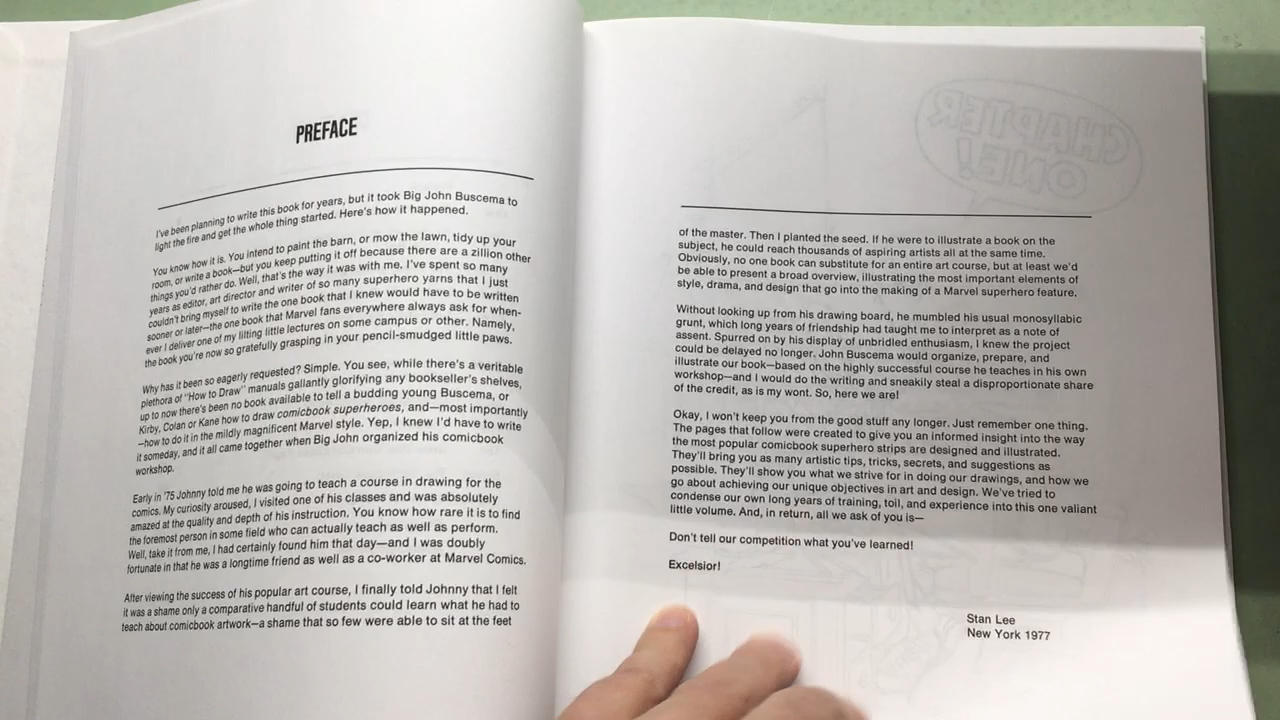 PREFACE
I've been planning to write this book for years, but it took Big John Buscema to
light the fire and get the whole thing started. Here's how it happened.
You know how it is. You intend to paint the barn, or mow the lawn, tidy up your
room, or write a book—but you keep putting it off because there are a zillion other
things you'd rather do. Well, that's the way it was with me. I've spent so many
years as editor, art director and writer of so many superhero yarns that I just
couldn't bring myself to write the one book that I knew would have to be written
sooner or later—the one book that Marvel fans everywhere always ask for when-
ever I deliver one of my lilting little lectures on some campus or other. Namely,
the book you're now so gratefully grasping in your pencil-smudged little paws.
Why has it been so eagerly requested? Simple. You see, while there's a veritable
plethora of "How to Draw" manuals gallantly glorifying any bookseller's shelves,
up to now there's been no book available to tell a budding young Buscema, or
Kirby, Colan or Kane how to draw comicbook superheroes, and—most importantly
—how to do it in the mildly magnificent Marvel style. Yep, I knew I'd have to write
it someday, and it all came together when Big John organized his comicbook
workshop.
Early in '75 Johnny told me he was going to teach a course in drawing for the
comics. My curiosity aroused, I visited one of his classes and was absolutely
amazed at the quality and depth of his instruction. You know how rare it is to find
the foremost person in some field who can actually teach as well as perform.
Well, take it from me, I had certainly found him that day—and I was doubly
fortunate in that he was a longtime friend as well as a co-worker at Marvel Comics.
After viewing the success of his popular art course, I finally told Johnny that I felt
it was a shame only a comparative handful of students could learn what he had to
teach about comicbook artwork—a shame that so few were able to sit at the feet
of the master. Then I planted the seed. If he were to illustrate a book on the
subject, he could reach thousands of aspiring artists all at the same time.
Obviously, no one book can substitute for an entire art course, but at least we'd
be able to present a broad overview, illustrating the most important elements of
style, drama, and design that go into the making of a Marvel superhero feature.
Without looking up from his drawing board, he mumbled his usual monosyllabic
grunt, which long years of friendship had taught me to interpret as a note of
assent. Spurred on by his display of unbridled enthusiasm, I knew the project
could be delayed no longer. John Buscema would organize, prepare, and
illustrate our book—based on the highly successful course he teaches in his own
workshop—and I would do the writing and sneakily steal a disproportionate share
of the credit, as is my wont. So, here we are!
Okay, I won't keep you from the good stuff any longer. Just remember one thing.
The pages that follow were created to give you an informed insight into the way
the most popular comicbook superhero strips are designed and illustrated.
They'll bring you as many artistic tips, tricks, secrets, and suggestions as
possible. They'll show you what we strive for in doing our drawings, and how we
go about achieving our unique objectives in art and design. We've tried to
condense our own long years of training, toil, and experience into this one valiant
little volume. And, in return, all we ask of you is—
Don't tell our competition what you've learned!
Excelsior!
Stan Lee
New York 1977
CHAPTER
ONE!